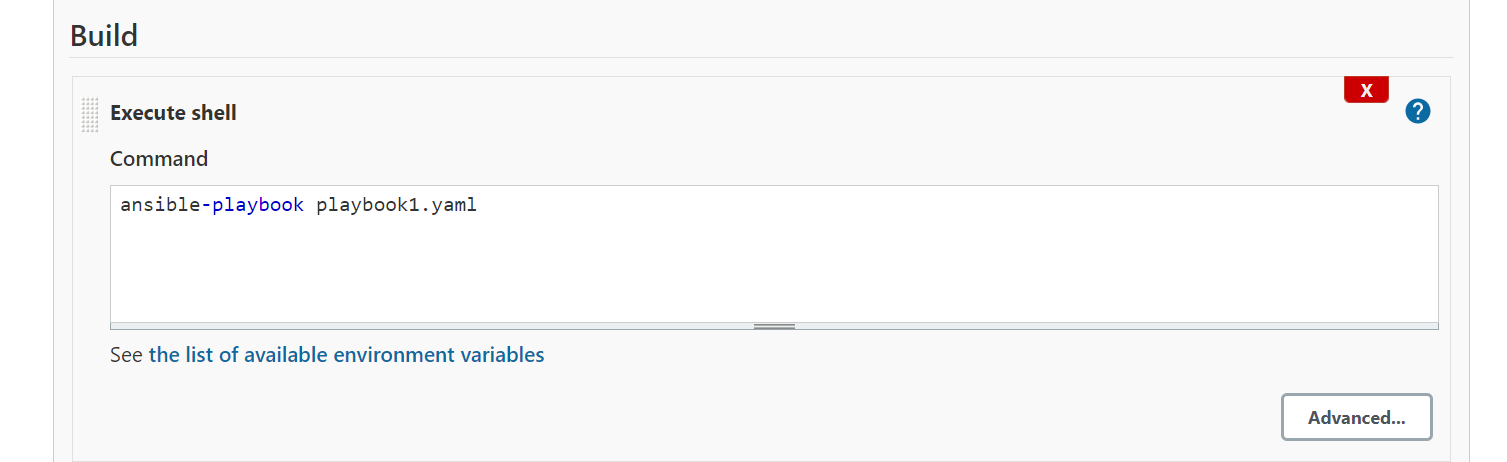 Build
X
Execute shell
?
Command
ansible-playbook playbook1.yaml
See the list of available environment variables
Advanced...